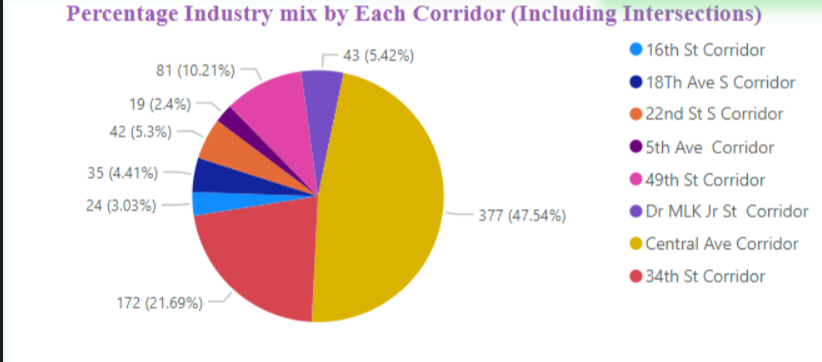 Percentage Industry mix by Each Corridor (Including Intersections)
43 (5.42%)
81 (10.21%)
19 (2.4%)
42 (5.3%)
35 (4.41%)
24 (3.03%)
172 (21.69%)
377 (47.54%)
16th St Corridor
18Th Ave S Corridor
22nd St S Corridor
5th Ave Corridor
49th St Corridor
Dr MLK Jr St Corridor
Central Ave Corridor
34th St Corridor